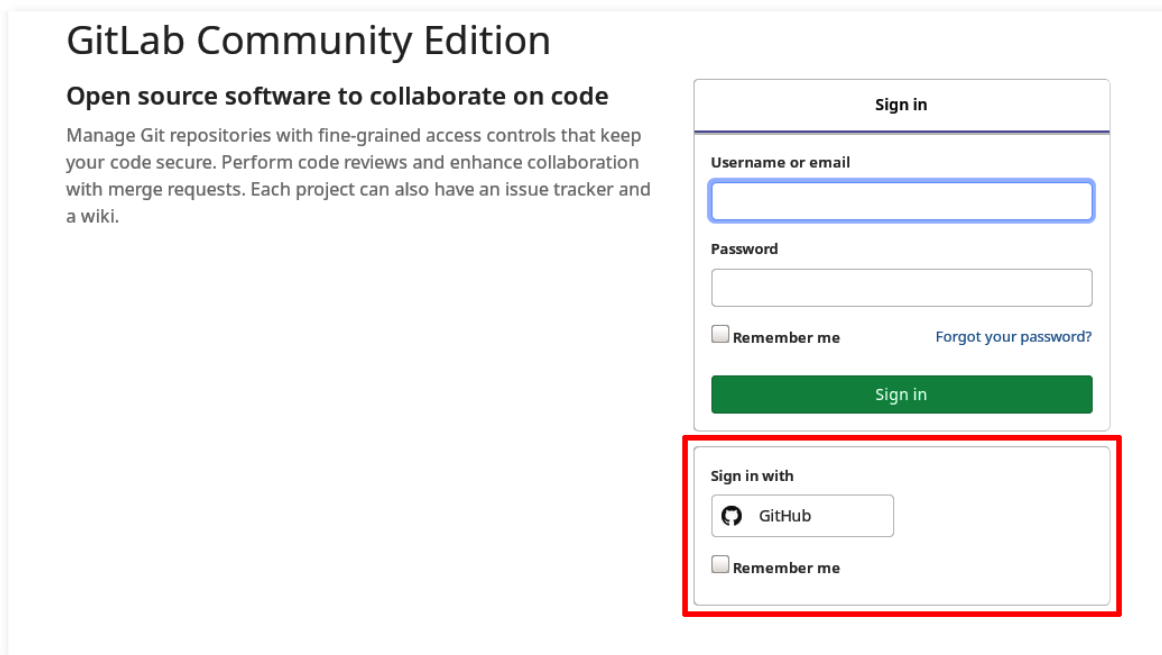 GitLab Community Edition
Open source software to collaborate on code
Manage Git repositories with fine-grained access controls that keep
your code secure. Perform code reviews and enhance collaboration
with merge requests. Each project can also have an issue tracker and
a wiki.
Sign in
Username or email
Password
Remember me
Forgot your password?
Sign in
Sign in with
GitHub
Remember me